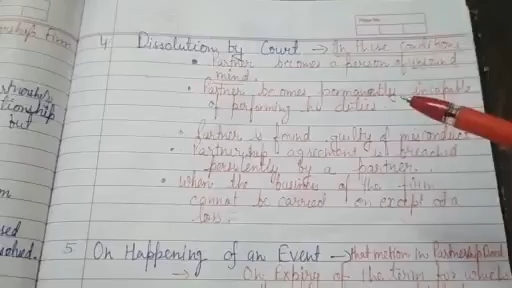 4. Dissolution by Court → In these conditions
• Partner becomes a person of unsound
mind.
• Partner becomes permanently incapable
of performing his duties.
• Partner is found guilty of misconduct
• Partnership agreement is breached
persistently by a partner.
• When the business of the firm
cannot be carried on except at a
loss.
5 On Happening of an Event → that metion in Partnership Deed
→ On Expiry of the term for which
but